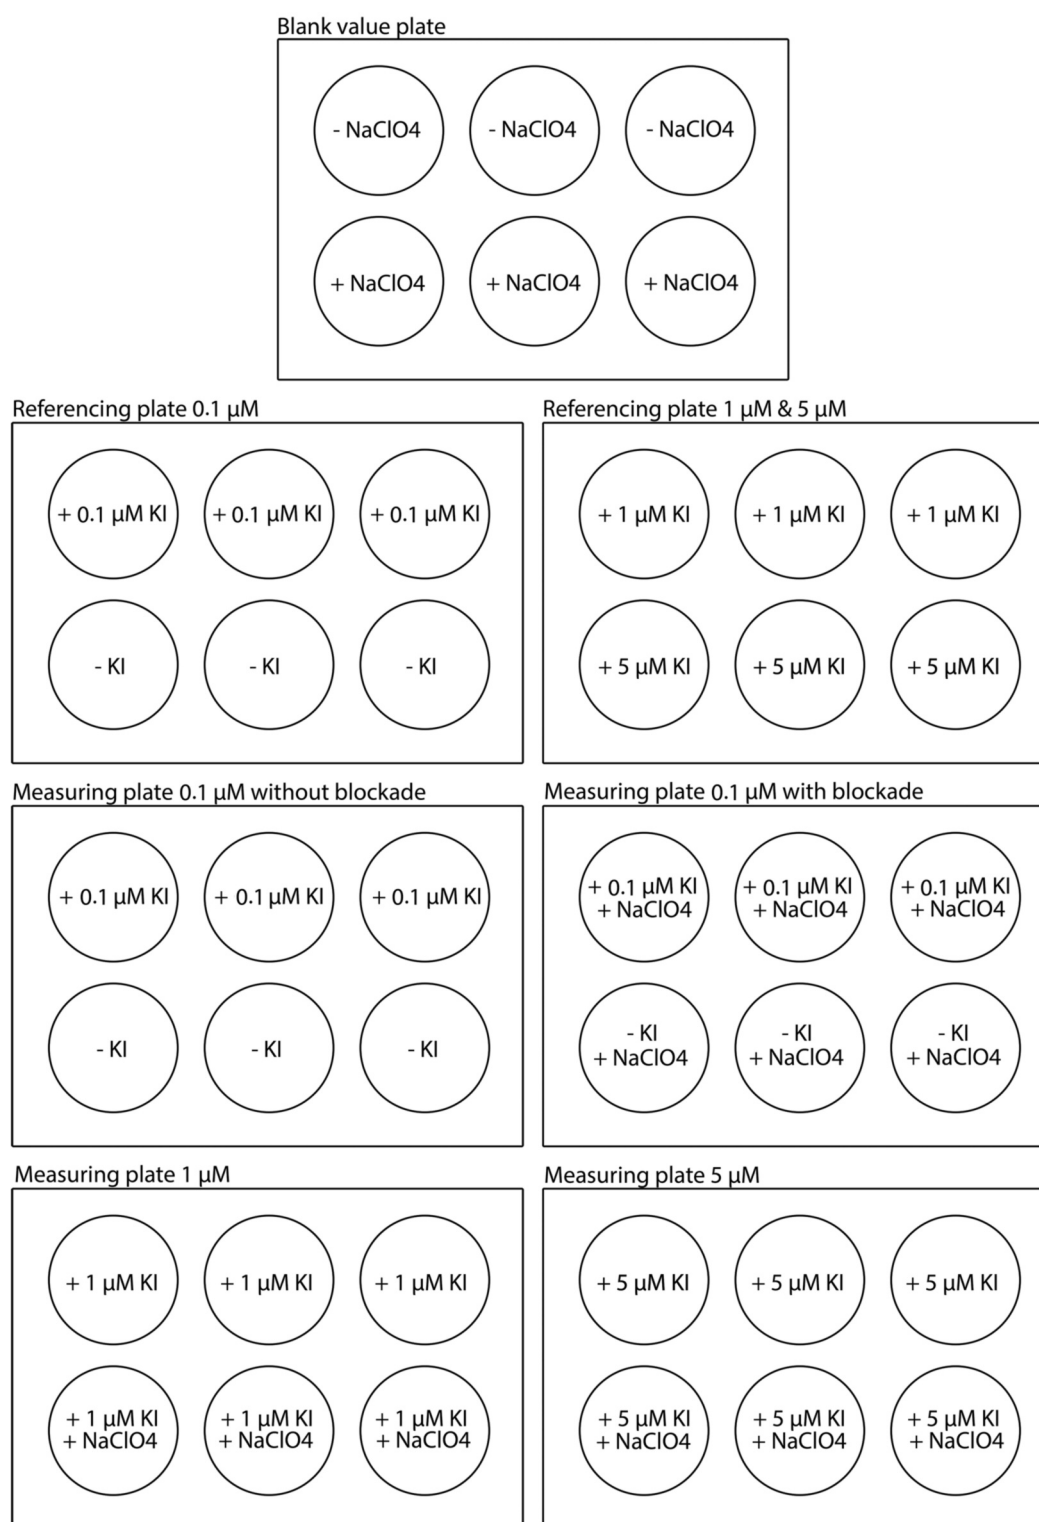 Blank value plate
- NaClO4 - NaClO4 - NaClO4
+ NaClO4 + NaClO4 + NaClO4
Referencing plate 0.1 µM
+ 0.1 µM KI + 0.1 µM KI + 0.1 µM KI
- KI - KI - KI
Referencing plate 1 µM & 5 µM
+ 1 µM KI + 1 µM KI + 1 µM KI
+ 5 µM KI + 5 µM KI + 5 µM KI
Measuring plate 0.1 µM without blockade
+ 0.1 µM KI + 0.1 µM KI + 0.1 µM KI
- KI - KI - KI
Measuring plate 0.1 µM with blockade
+ 0.1 µM KI + 0.1 µM KI + 0.1 µM KI
+ NaClO4 + NaClO4 + NaClO4
- KI - KI - KI
+ NaClO4 + NaClO4 + NaClO4
Measuring plate 1 µM
+ 1 µM KI + 1 µM KI + 1 µM KI
+ 1 µM KI + 1 µM KI + 1 µM KI
+ NaClO4 + NaClO4 + NaClO4
Measuring plate 5 µM
+ 5 µM KI + 5 µM KI + 5 µM KI
+ 5 µM KI + 5 µM KI + 5 µM KI
+ NaClO4 + NaClO4 + NaClO4